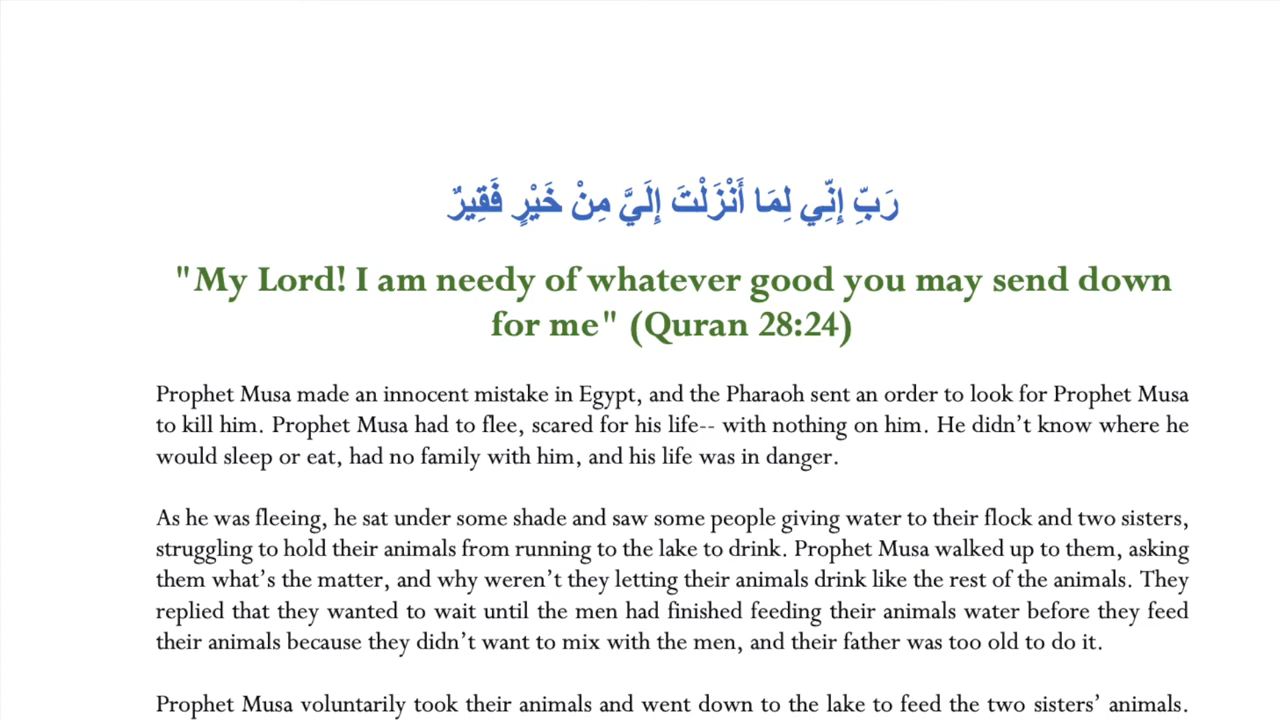 رَبِّ إِنِّي لِمَا أَنْزَلْتَ إِلَيَّ مِنْ خَيْرٍ فَقِيرٌ
"My Lord! I am needy of whatever good you may send down
for me" (Quran 28:24)
Prophet Musa made an innocent mistake in Egypt, and the Pharaoh sent an order to look for Prophet Musa
to kill him. Prophet Musa had to flee, scared for his life-- with nothing on him. He didn’t know where he
would sleep or eat, had no family with him, and his life was in danger.
As he was fleeing, he sat under some shade and saw some people giving water to their flock and two sisters,
struggling to hold their animals from running to the lake to drink. Prophet Musa walked up to them, asking
them what’s the matter, and why weren’t they letting their animals drink like the rest of the animals. They
replied that they wanted to wait until the men had finished feeding their animals water before they feed
their animals because they didn’t want to mix with the men, and their father was too old to do it.
Prophet Musa voluntarily took their animals and went down to the lake to feed the two sisters’ animals.